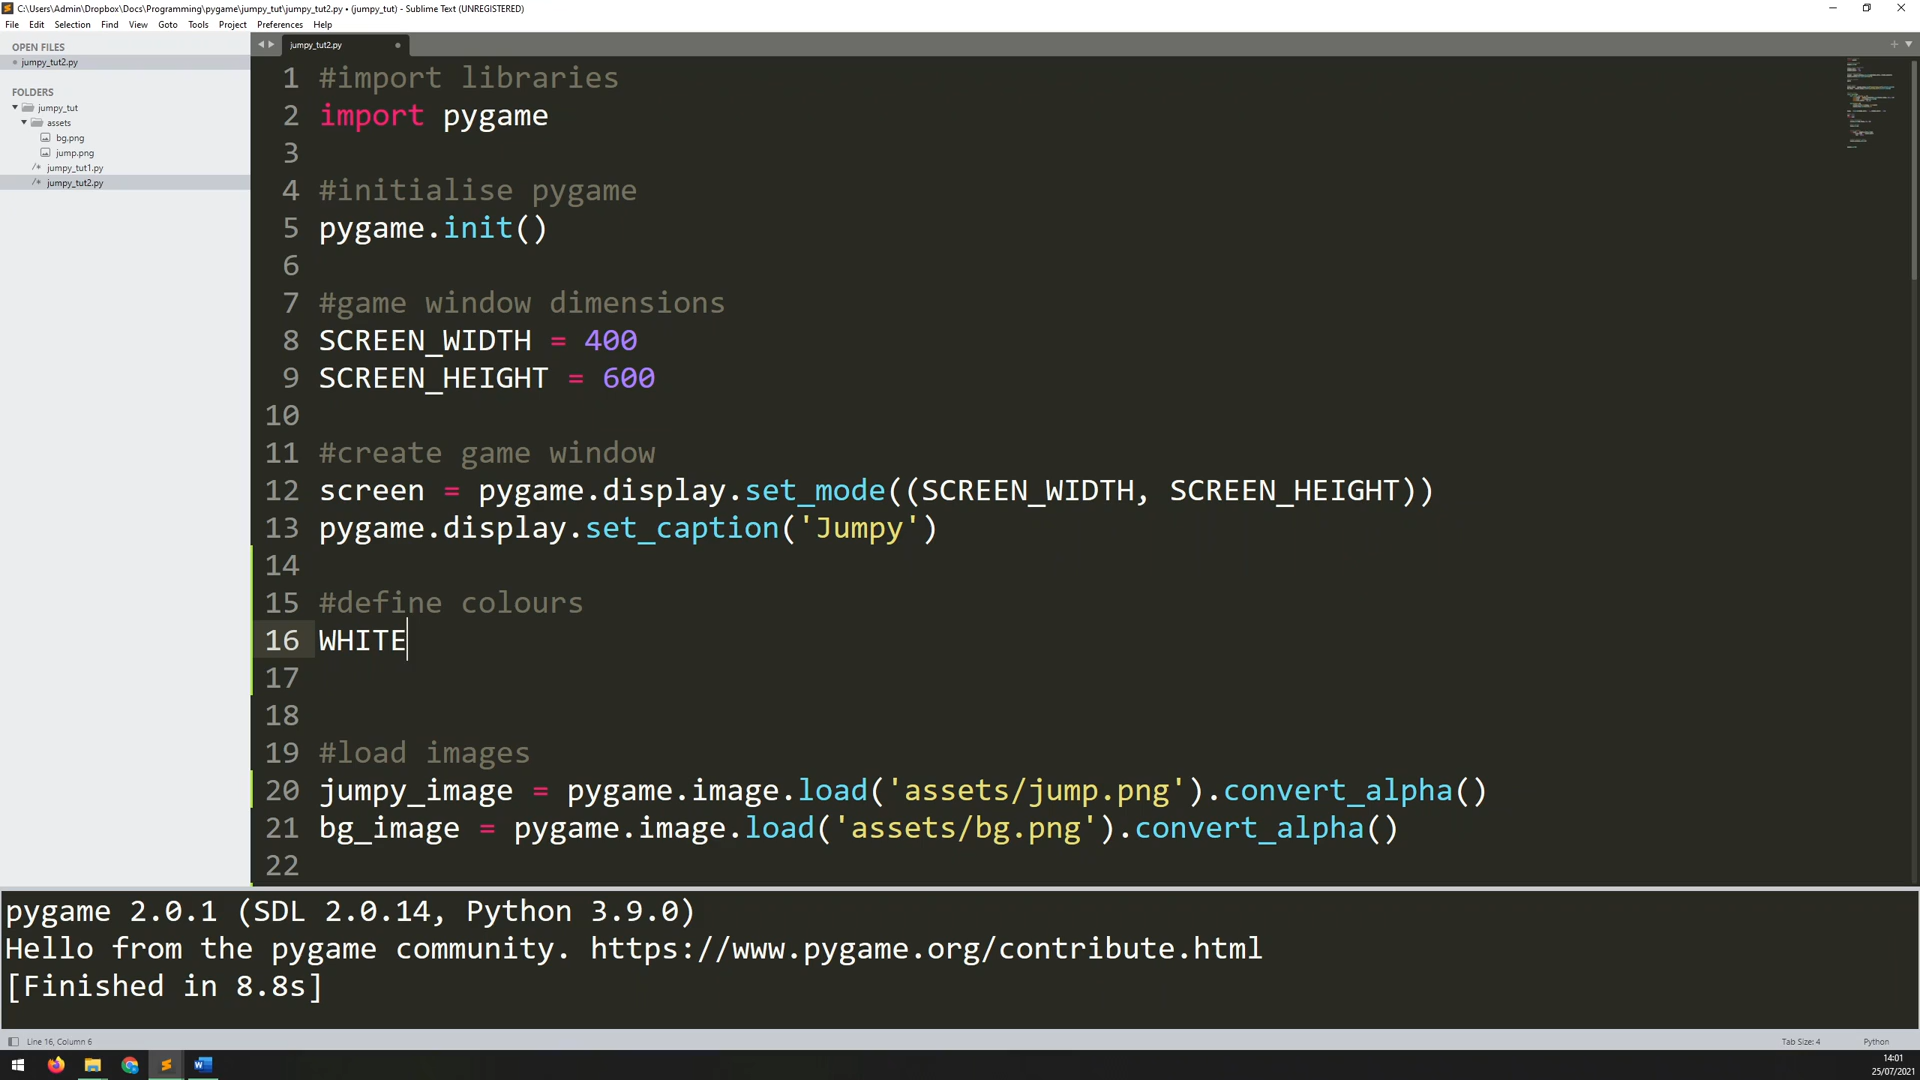 C:\Users\Admin\Dropbox\Docs\Programming\pygame\jumpy_tut\jumpy_tut2.py • (jumpy_tut) - Sublime Text (UNREGISTERED)
File Edit Selection Find View Goto Tools Project Preferences Help
OPEN FILES
jumpy_tut2.py
FOLDERS
jumpy_tut
assets
bg.png
jump.png
/* jumpy_tut1.py
/* jumpy_tut2.py
jumpy_tut2.py
1 #import libraries
2 import pygame
3
4 #initialise pygame
5 pygame.init()
6
7 #game window dimensions
8 SCREEN_WIDTH = 400
9 SCREEN_HEIGHT = 600
10
11 #create game window
12 screen = pygame.display.set_mode((SCREEN_WIDTH, SCREEN_HEIGHT))
13 pygame.display.set_caption('Jumpy')
14
15 #define colours
16 WHITE
17
18
19 #load images
20 jumpy_image = pygame.image.load('assets/jump.png').convert_alpha()
21 bg_image = pygame.image.load('assets/bg.png').convert_alpha()
22
pygame 2.0.1 (SDL 2.0.14, Python 3.9.0)
Hello from the pygame community. https://www.pygame.org/contribute.html
[Finished in 8.8s]
Line 16, Column 6
Tab Size: 4
Python
14:01
25/07/2021